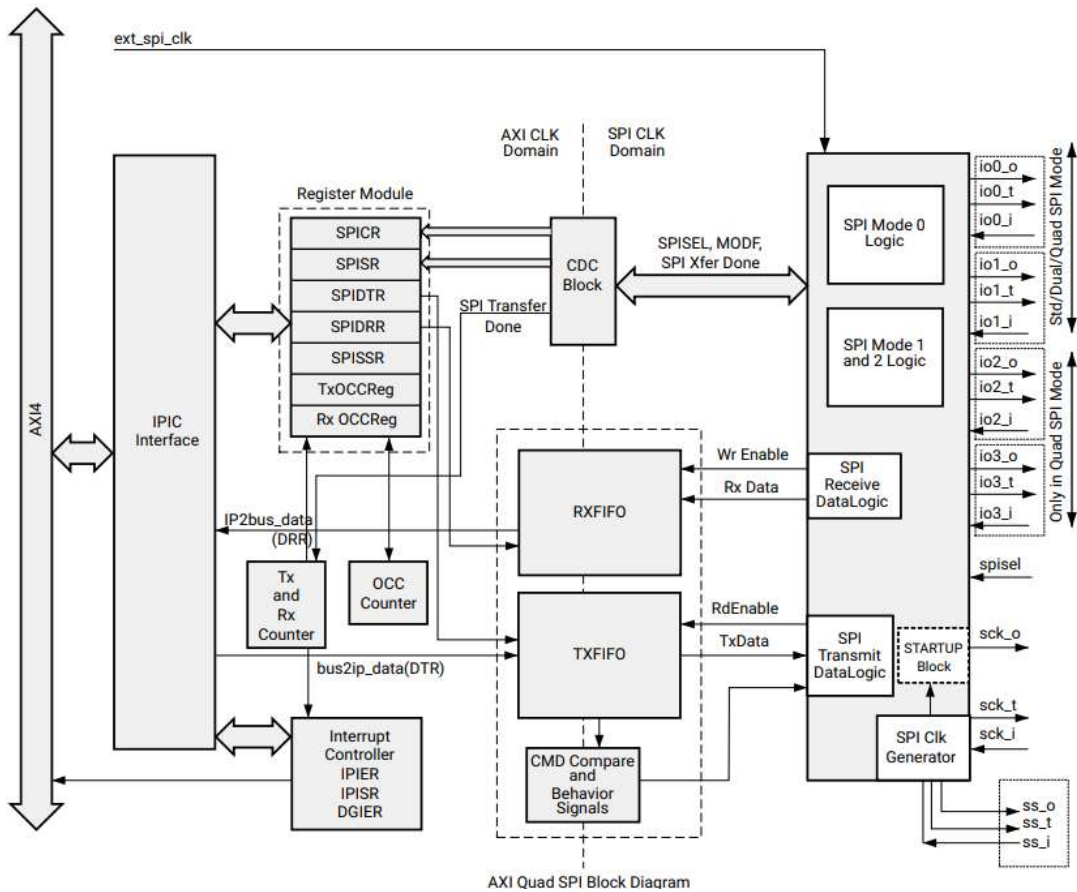 ext_spi_clk
AXI CLK
Domain
SPI CLK
Domain
Register Module
SPICR
SPISR
SPIDTR
SPIDRR
SPISSR
TxOCCReg
Rx OCCReg
CDC
Block
SPISEL, MODF,
SPI Xfer Done
SPI Transfer
Done
SPI Mode 0
Logic
SPI Mode 1
and 2 Logic
io0_o
io0_t
io0_i
io1_o
io1_t
io1_i
Std/Dual/Quad SPI Mode
io2_o
io2_t
io2_i
io3_o
io3_t
io3_i
Only in Quad SPI Mode
AXI4
IPIC
Interface
Wr Enable
Rx Data
SPI
Receive
DataLogic
RXFIFO
IP2bus_data
(DRR)
Tx
and
Rx
Counter
OCC
Counter
spisel
RdEnable
TxData
TXFIFO
SPI
Transmit
DataLogic
STARTUP
Block
sck_o
bus2ip_data(DTR)
sck_t
sck_i
SPI Clk
Generator
Interrupt
Controller
IPIER
IPISR
DGIER
CMD Compare
and
Behavior
Signals
ss_o
ss_t
ss_i
AXI Quad SPI Block Diagram